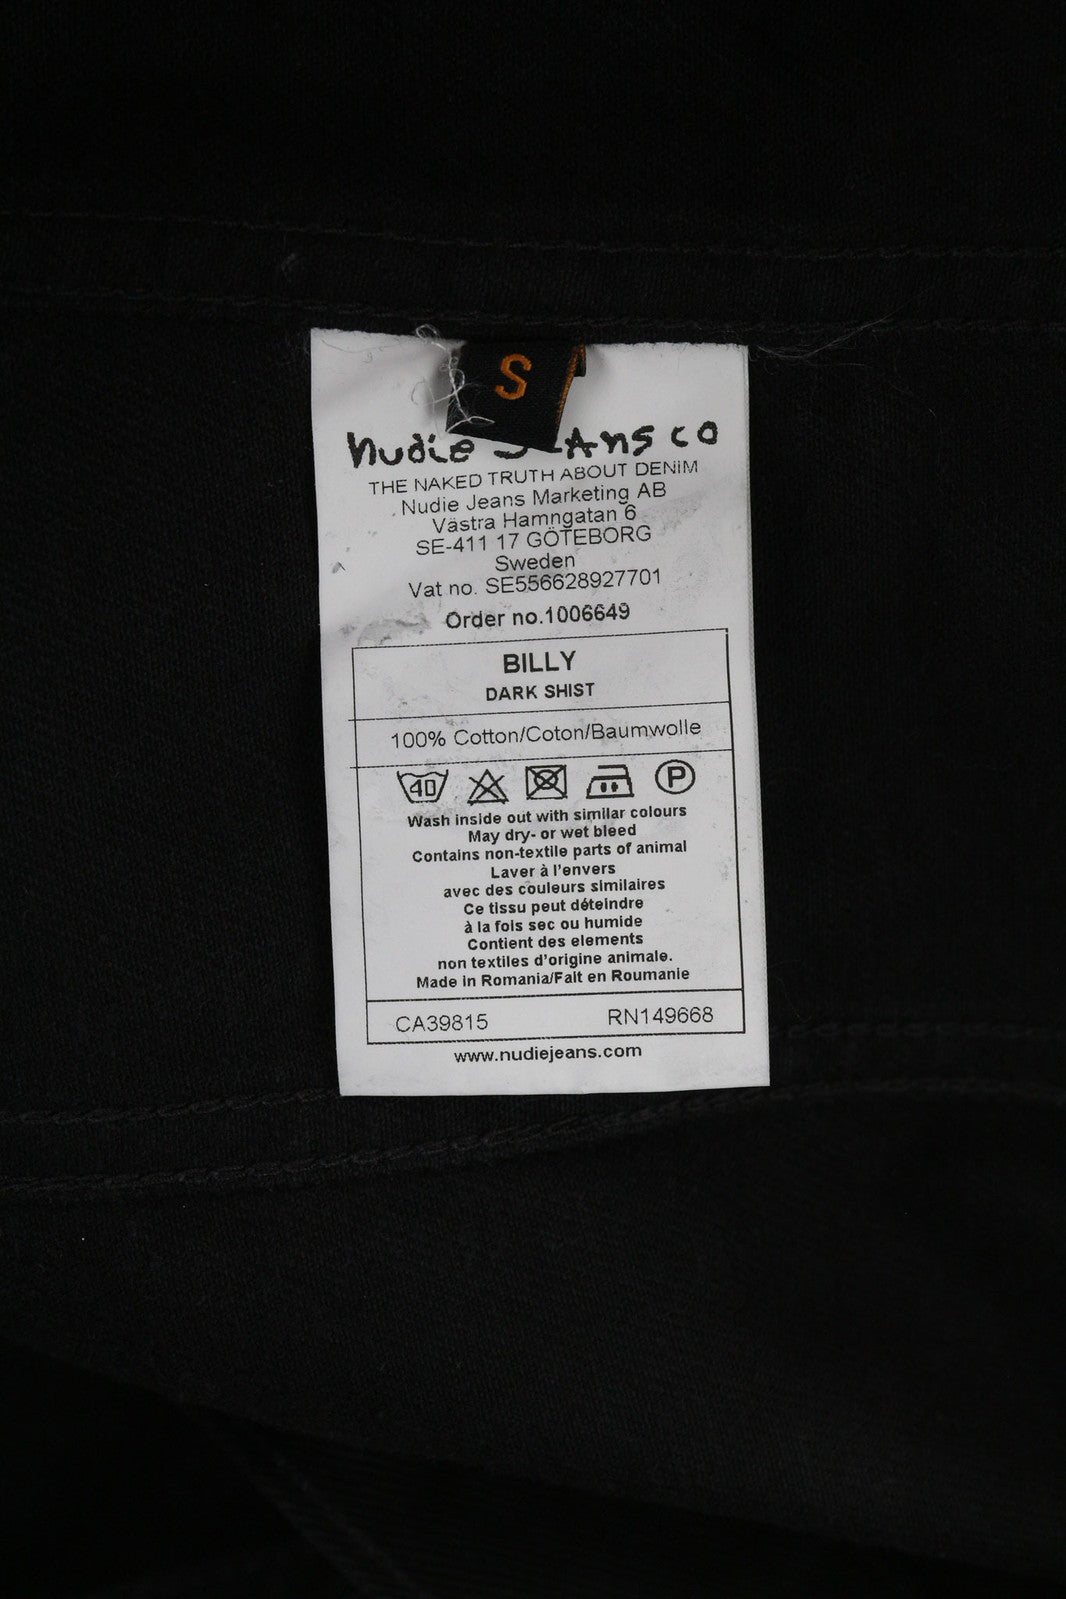 S
nudie JEANS co
THE NAKED TRUTH ABOUT DENIM
Nudie Jeans Marketing AB
Västra Hamngatan 6
SE-411 17 GÖTEBORG
Sweden
Vat no. SE556628927701
Order no.1006649
BILLY
DARK SHIST
100% Cotton/Coton/Baumwolle
40 P
Wash inside out with similar colours
May dry- or wet bleed
Contains non-textile parts of animal
Laver à l'envers
avec des couleurs similaires
Ce tissu peut déteindre
à la fois sec ou humide
Contient des elements
non textiles d'origine animale.
Made in Romania/Fait en Roumanie
CA39815 RN149668
www.nudiejeans.com